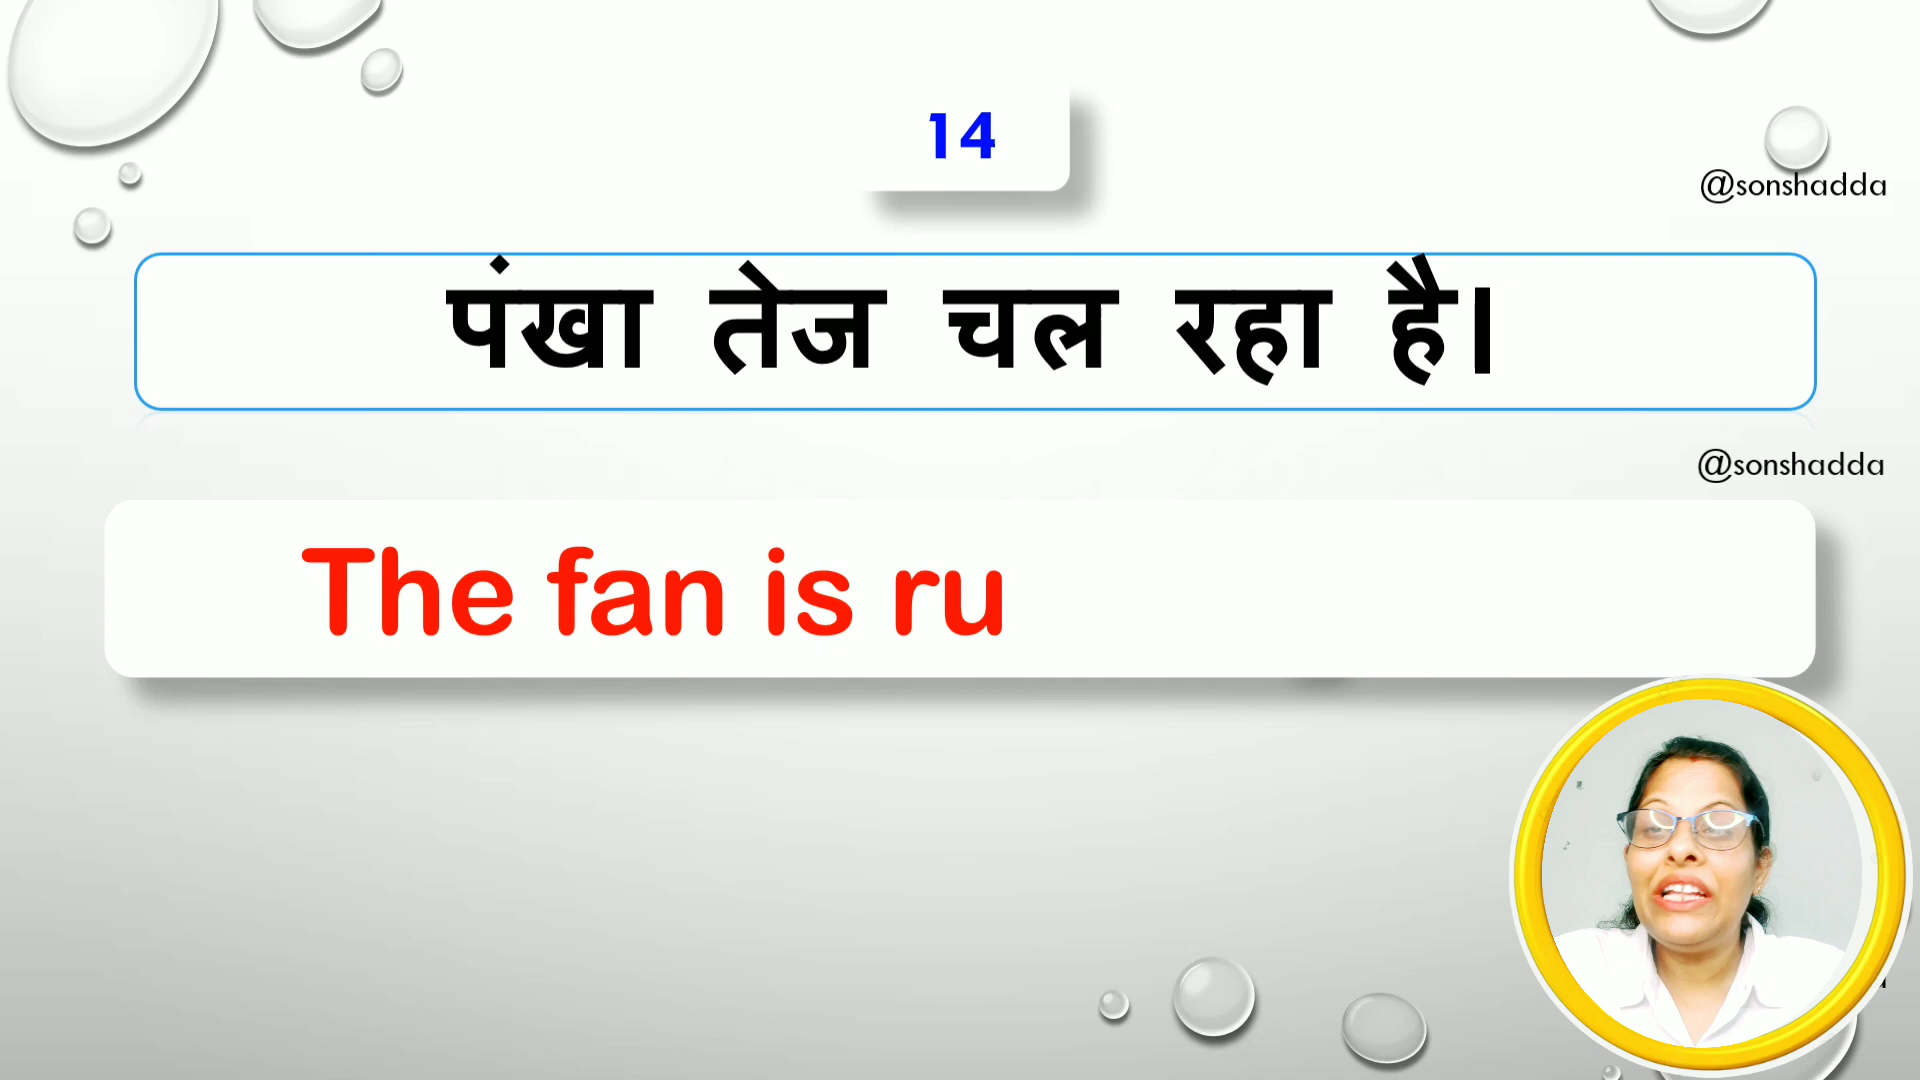 14
@sonshadda
पंखा तेज चल रहा है।
@sonshadda
The fan is ru